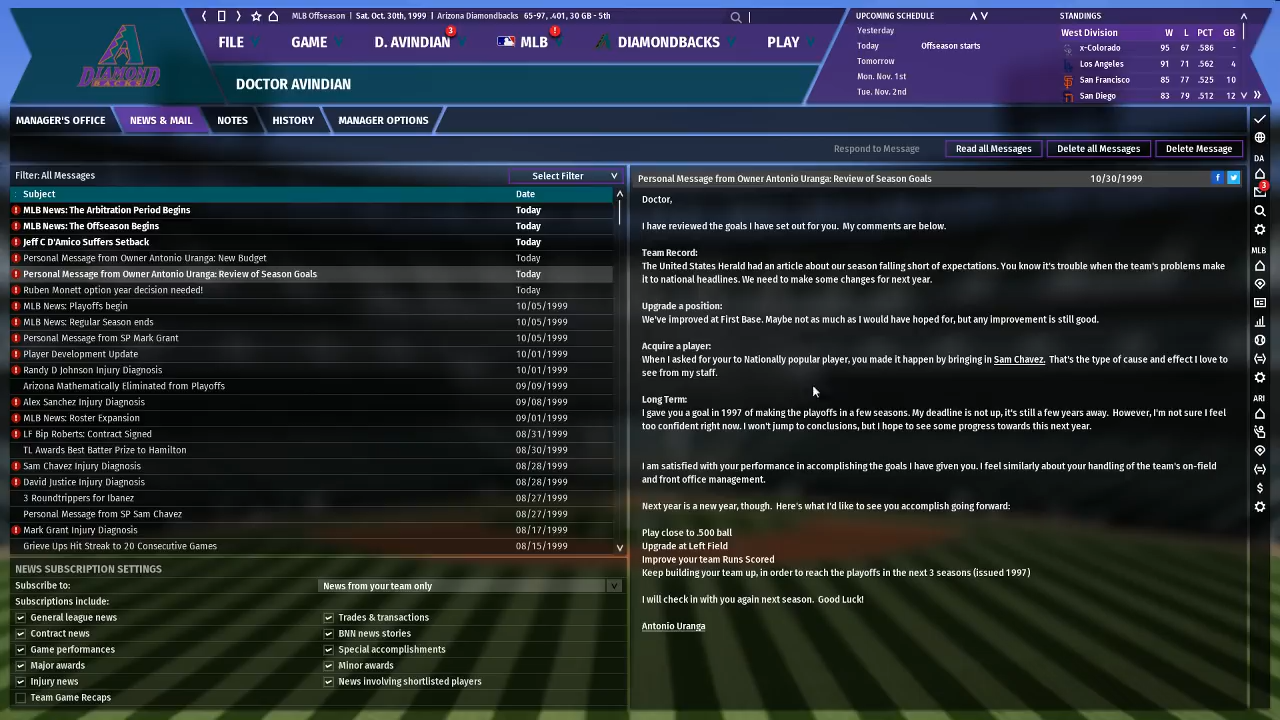 MLB Offseason | Sat. Oct. 30th, 1999 | Arizona Diamondbacks 65-97, .401, 30 GB - 5th
FILE GAME D. AVINDIAN 3 MLB ! DIAMONDBACKS PLAY
DIAMOND
BACKS
DOCTOR AVINDIAN
UPCOMING SCHEDULE
Yesterday
Today Offseason starts
Tomorrow
Mon. Nov. 1st
Tue. Nov. 2nd
STANDINGS
West Division W L PCT GB
x-Colorado 95 67 .586 -
Los Angeles 91 71 .562 4
San Francisco 85 77 .525 10
San Diego 83 79 .512 12
MANAGER'S OFFICE NEWS & MAIL NOTES HISTORY MANAGER OPTIONS
Respond to Message Read all Messages Delete all Messages Delete Message
Filter: All Messages Select Filter
Subject Date
MLB News: The Arbitration Period Begins Today
MLB News: The Offseason Begins Today
Jeff C D'Amico Suffers Setback Today
Personal Message from Owner Antonio Uranga: New Budget Today
Personal Message from Owner Antonio Uranga: Review of Season Goals Today
Ruben Monett option year decision needed! Today
MLB News: Playoffs begin 10/05/1999
MLB News: Regular Season ends 10/05/1999
Personal Message from SP Mark Grant 10/05/1999
Player Development Update 10/01/1999
Randy D Johnson Injury Diagnosis 10/01/1999
Arizona Mathematically Eliminated from Playoffs 09/09/1999
Alex Sanchez Injury Diagnosis 09/08/1999
MLB News: Roster Expansion 09/01/1999
LF Bip Roberts: Contract Signed 08/31/1999
TL Awards Best Batter Prize to Hamilton 08/30/1999
Sam Chavez Injury Diagnosis 08/28/1999
David Justice Injury Diagnosis 08/28/1999
3 Roundtrippers for Ibanez 08/27/1999
Personal Message from SP Sam Chavez 08/27/1999
Mark Grant Injury Diagnosis 08/17/1999
Grieve Ups Hit Streak to 20 Consecutive Games 08/15/1999
NEWS SUBSCRIPTION SETTINGS
Subscribe to: News from your team only
Subscriptions include:
General league news Trades & transactions
Contract news BNN news stories
Game performances Special accomplishments
Major awards Minor awards
Injury news News involving shortlisted players
Team Game Recaps
Personal Message from Owner Antonio Uranga: Review of Season Goals 10/30/1999
Doctor,
I have reviewed the goals I have set out for you. My comments are below.
Team Record:
The United States Herald had an article about our season falling short of expectations. You know it's trouble when the team's problems make
it to national headlines. We need to make some changes for next year.
Upgrade a position:
We've improved at First Base. Maybe not as much as I would have hoped for, but any improvement is still good.
Acquire a player:
When I asked for your to Nationally popular player, you made it happen by bringing in Sam Chavez. That's the type of cause and effect I love to
see from my staff.
Long Term:
I gave you a goal in 1997 of making the playoffs in a few seasons. My deadline is not up, it's still a few years away. However, I'm not sure I feel
too confident right now. I won't jump to conclusions, but I hope to see some progress towards this next year.
I am satisfied with your performance in accomplishing the goals I have given you. I feel similarly about your handling of the team's on-field
and front office management.
Next year is a new year, though. Here's what I'd like to see you accomplish going forward:
Play close to .500 ball
Upgrade at Left Field
Improve your team Runs Scored
Keep building your team up, in order to reach the playoffs in the next 3 seasons (issued 1997)
I will check in with you again next season. Good Luck!
Antonio Uranga
DA
3
MLB
ARI